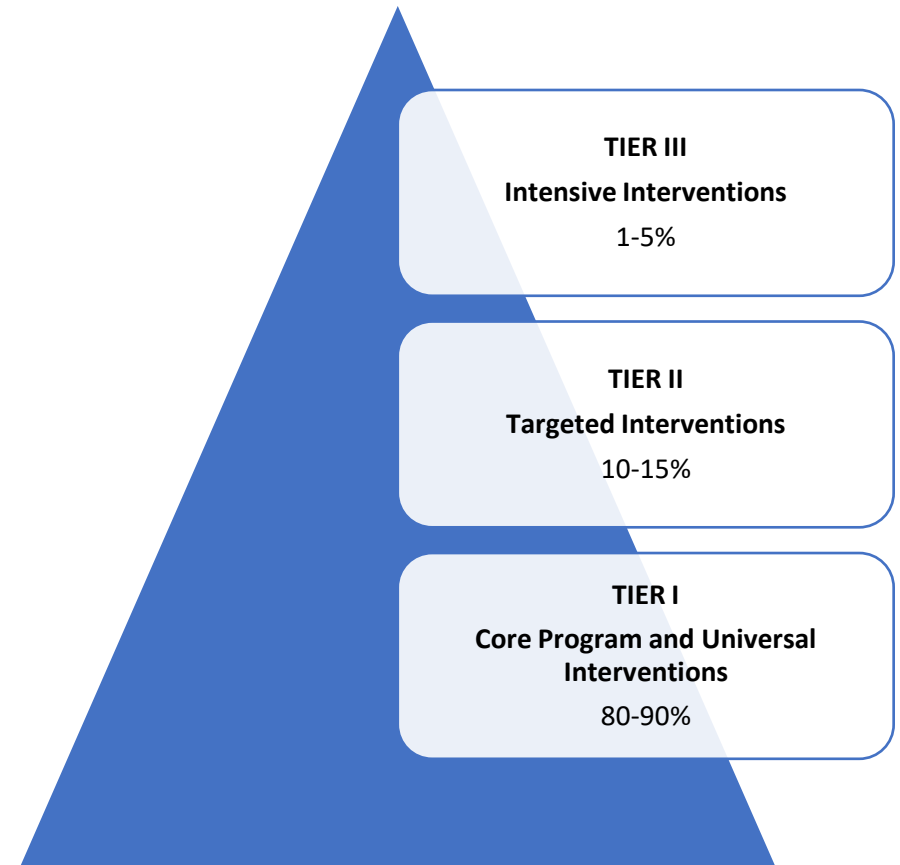 TIER III
Intensive Interventions
1-5%
TIER II
Targeted Interventions
10-15%
TIER I
Core Program and Universal
Interventions
80-90%